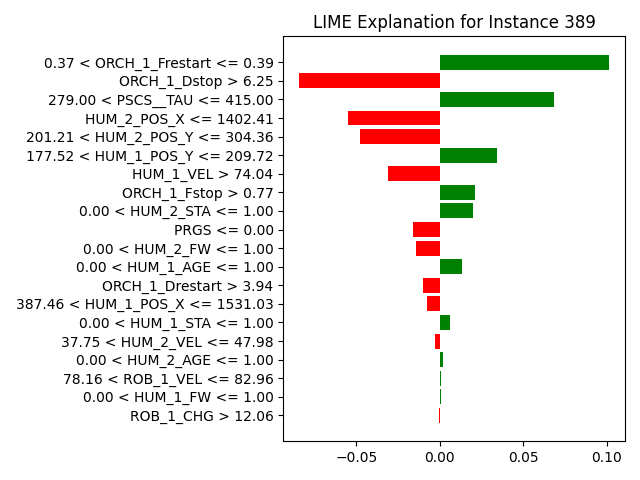 LIME Explanation for Instance 389
0.37 < ORCH_1_Frestart <= 0.39
ORCH_1_Dstop > 6.25
279.00 < PSCS__TAU <= 415.00
HUM_2_POS_X <= 1402.41
201.21 < HUM_2_POS_Y <= 304.36
177.52 < HUM_1_POS_Y <= 209.72
HUM_1_VEL > 74.04
ORCH_1_Fstop > 0.77
0.00 < HUM_2_STA <= 1.00
PRGS <= 0.00
0.00 < HUM_2_FW <= 1.00
0.00 < HUM_1_AGE <= 1.00
ORCH_1_Drestart > 3.94
387.46 < HUM_1_POS_X <= 1531.03
0.00 < HUM_1_STA <= 1.00
37.75 < HUM_2_VEL <= 47.98
0.00 < HUM_2_AGE <= 1.00
78.16 < ROB_1_VEL <= 82.96
0.00 < HUM_1_FW <= 1.00
ROB_1_CHG > 12.06
−0.05 0.00 0.05 0.10